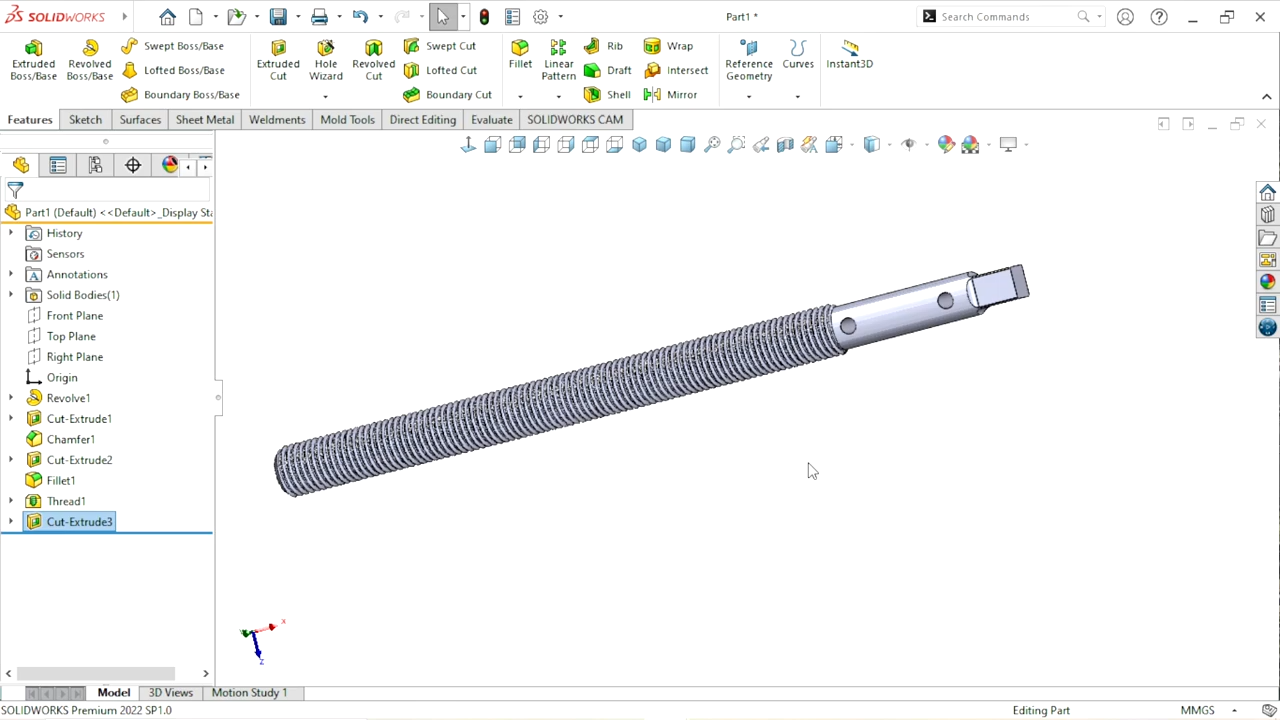 SOLIDWORKS
Part1 *
Search Commands
Extruded Boss/Base
Revolved Boss/Base
Swept Boss/Base
Lofted Boss/Base
Boundary Boss/Base
Extruded Cut
Hole Wizard
Revolved Cut
Swept Cut
Lofted Cut
Boundary Cut
Fillet
Linear Pattern
Rib
Draft
Shell
Wrap
Intersect
Mirror
Reference Geometry
Curves
Instant3D
Features
Sketch
Surfaces
Sheet Metal
Weldments
Mold Tools
Direct Editing
Evaluate
SOLIDWORKS CAM
Part1 (Default) <<Default>_Display Sta
History
Sensors
Annotations
Solid Bodies(1)
Front Plane
Top Plane
Right Plane
Origin
Revolve1
Cut-Extrude1
Chamfer1
Cut-Extrude2
Fillet1
Thread1
Cut-Extrude3
X
Z
Model
3D Views
Motion Study 1
SOLIDWORKS Premium 2022 SP1.0
Editing Part
MMGS